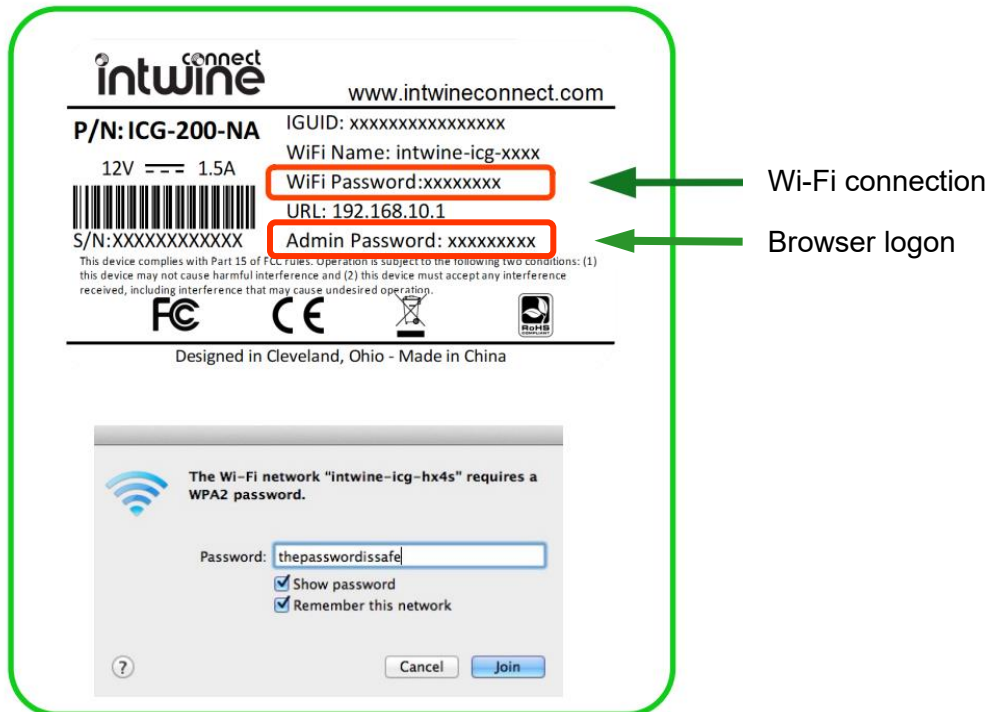 intwine connect
www.intwineconnect.com
P/N: ICG-200-NA
12V 1.5A
S/N:XXXXXXXXXXXX
IGUID: xxxxxxxxxxxxxxxx
WiFi Name: intwine-icg-xxxx
WiFi Password:xxxxxxxx
URL: 192.168.10.1
Admin Password: xxxxxxxxx
Wi-Fi connection
Browser logon
This device complies with Part 15 of FCC rules. Operation is subject to the following two conditions: (1)
this device may not cause harmful interference and (2) this device must accept any interference
received, including interference that may cause undesired operation.
FC CE RoHS
COMPLIANT
Designed in Cleveland, Ohio - Made in China
The Wi-Fi network "intwine-icg-hx4s" requires a
WPA2 password.
Password: thepasswordissafe
Show password
Remember this network
? Cancel Join